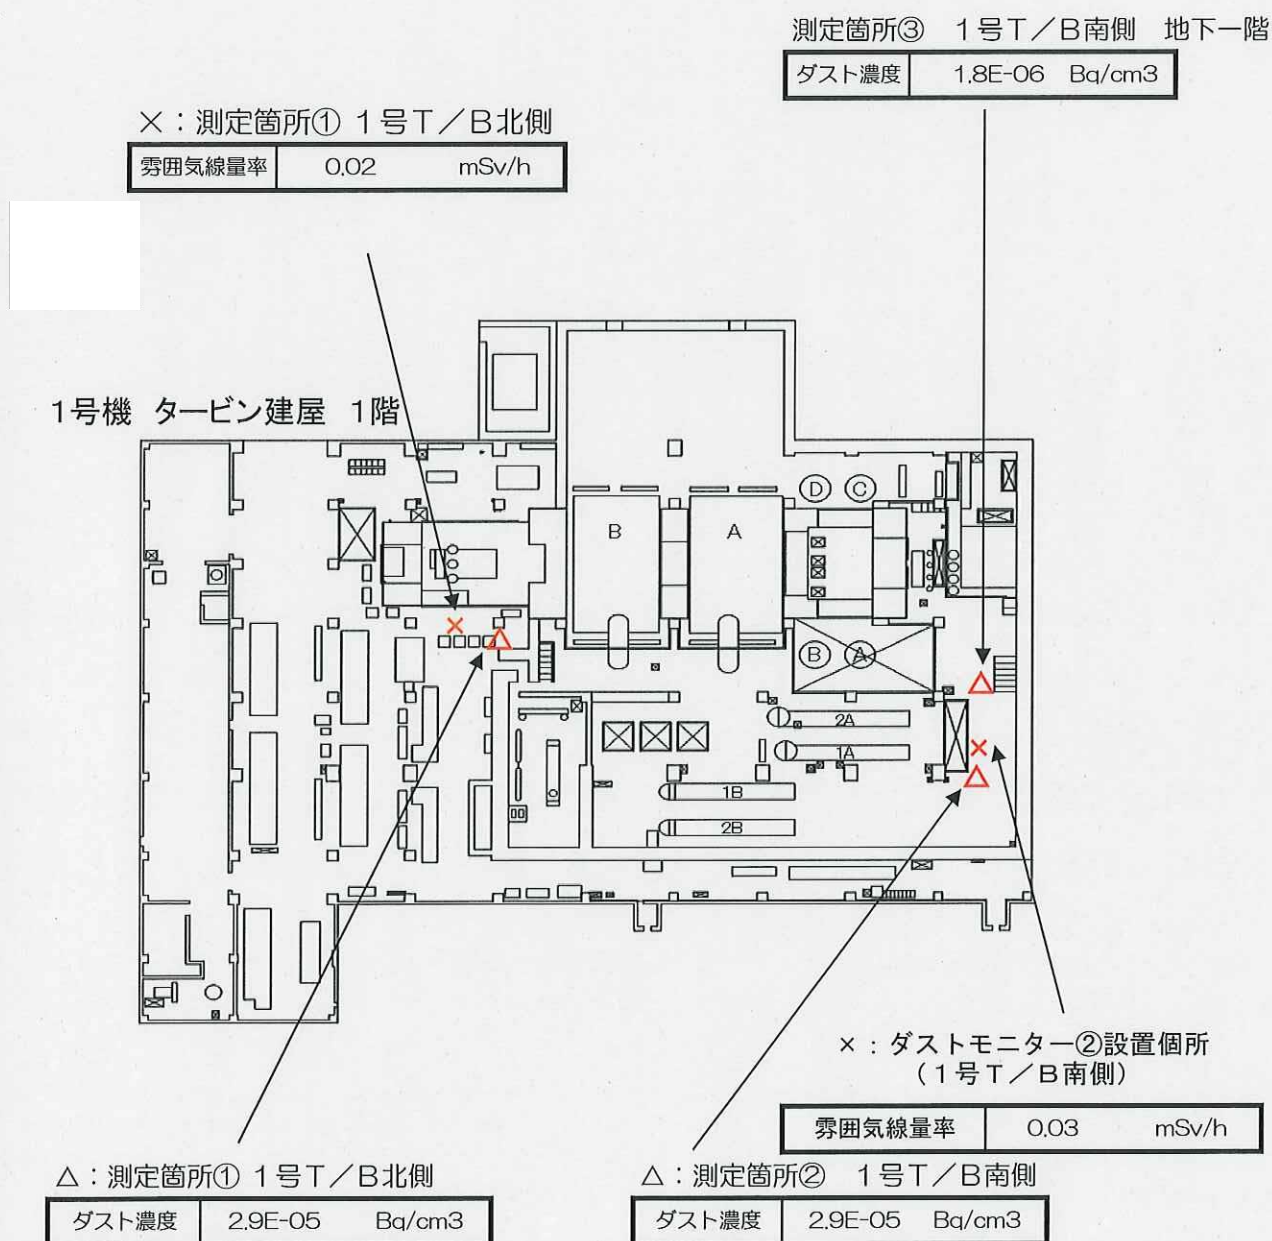 測定箇所③ 1号T/B南側 地下一階
ダスト濃度 1.8E-06 Bq/cm3
×:測定箇所① 1号T/B北側
雰囲気線量率 0.02 mSv/h
1号機 タービン建屋 1階
D C
B A
B A
2A
1A
1B
2B
×:ダストモニター②設置個所
(1号T/B南側)
雰囲気線量率 0.03 mSv/h
△:測定箇所① 1号T/B北側
ダスト濃度 2.9E-05 Bq/cm3
△:測定箇所② 1号T/B南側
ダスト濃度 2.9E-05 Bq/cm3